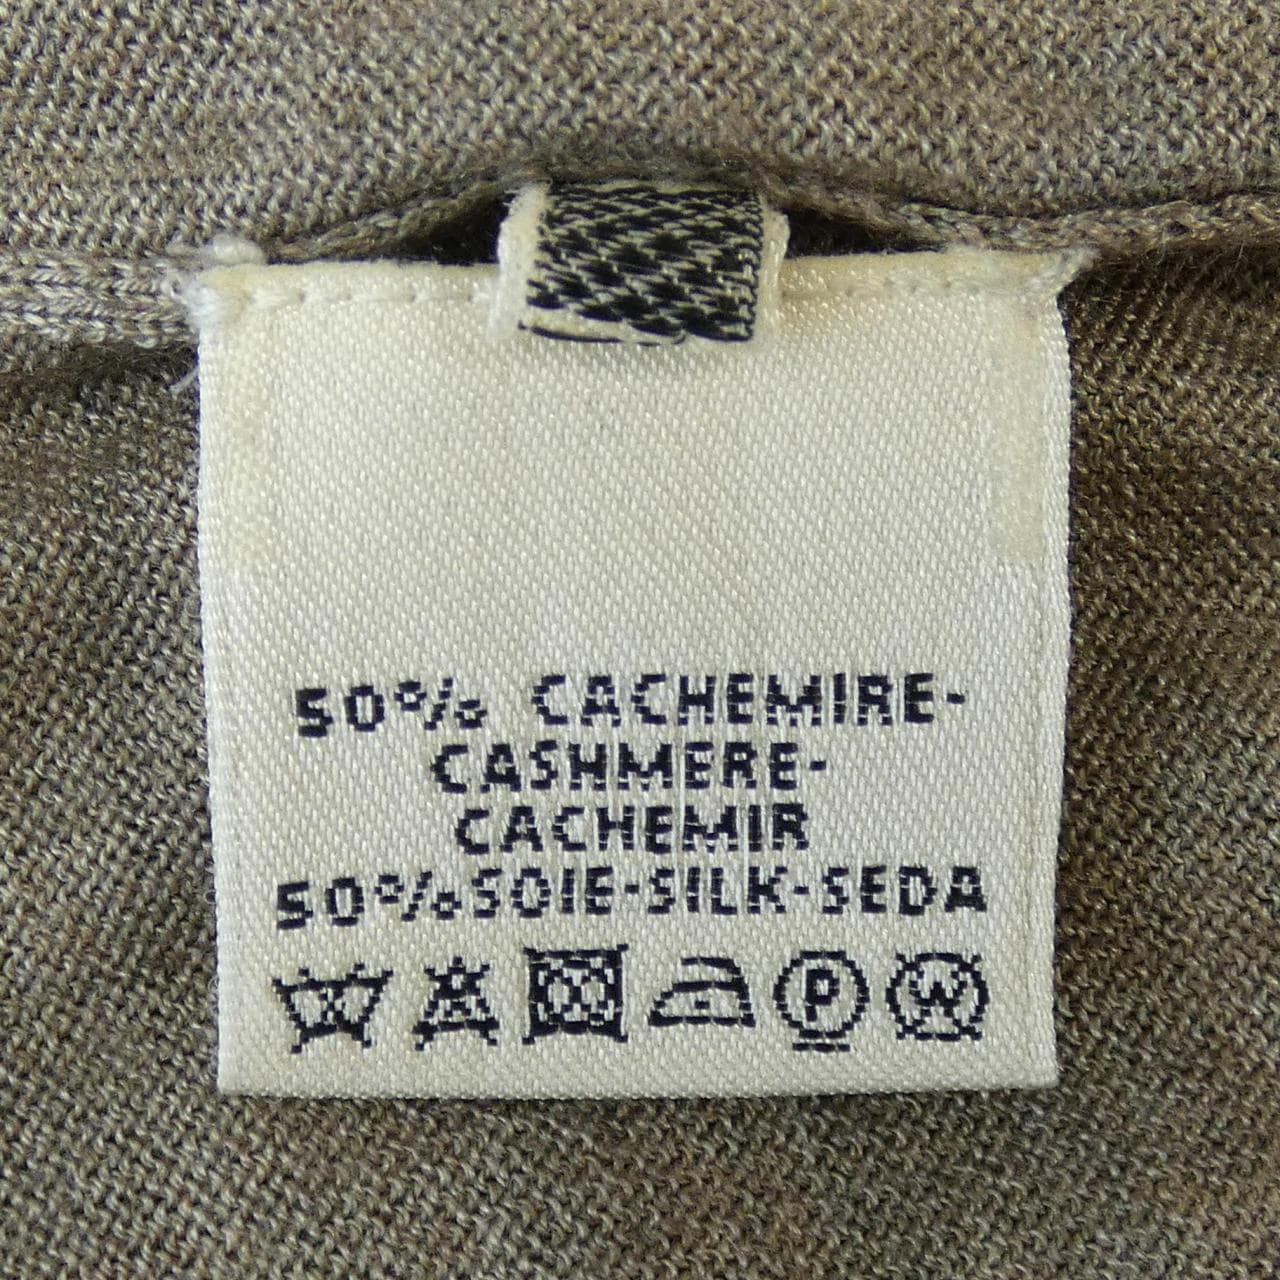 50% CACHEMIRE-
CASHMERE-
CACHEMIR
50% SOIE-SILK-SEDA
P W